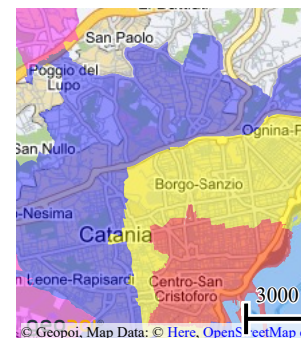 San Paolo
Poggio del
Lupo
San Nullo
Ognina-P
Borgo-Sanzio
-Nesima
Catania
Leone-Rapisardi
Centro-San
Cristoforo
3000
© Geopoi, Map Data: © Here, OpenStreetMap